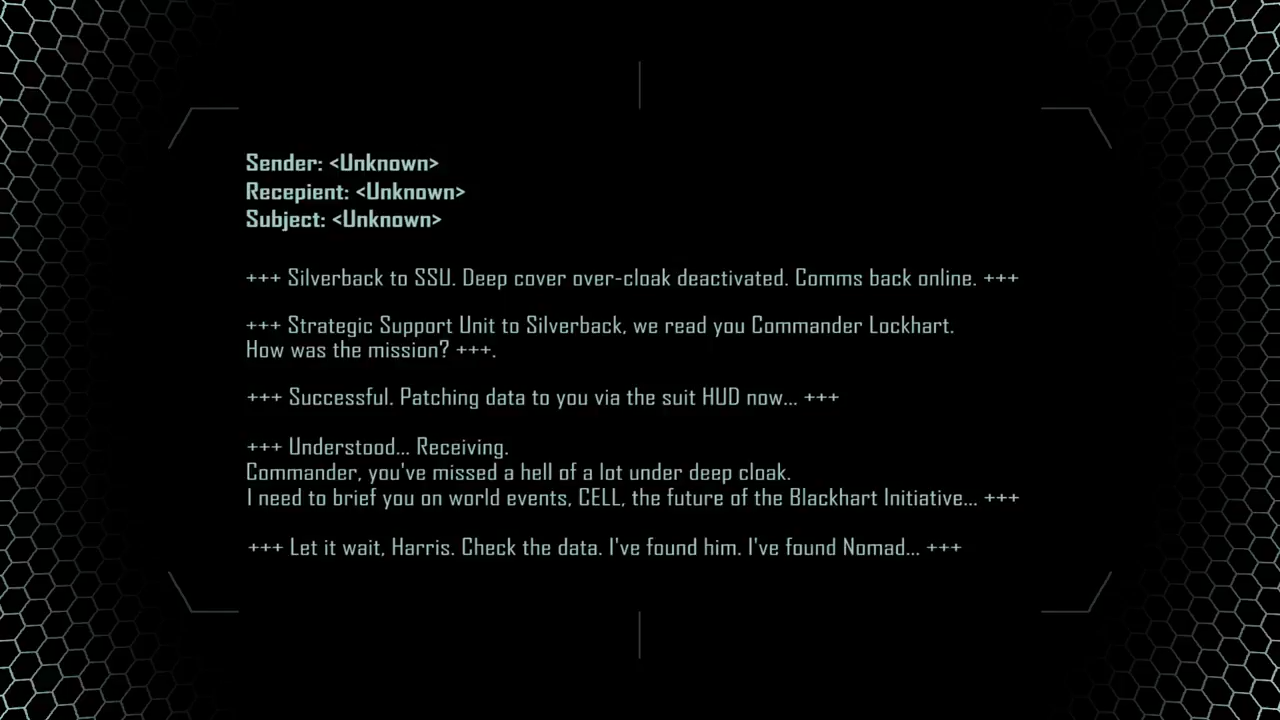 Sender: <Unknown>
Recepient: <Unknown>
Subject: <Unknown>
+++ Silverback to SSU. Deep cover over-cloak deactivated. Comms back online. +++
+++ Strategic Support Unit to Silverback, we read you Commander Lockhart.
How was the mission? +++.
+++ Successful. Patching data to you via the suit HUD now... +++
+++ Understood... Receiving.
Commander, you've missed a hell of a lot under deep cloak.
I need to brief you on world events, CELL, the future of the Blackhart Initiative... +++
+++ Let it wait, Harris. Check the data. I've found him. I've found Nomad... +++